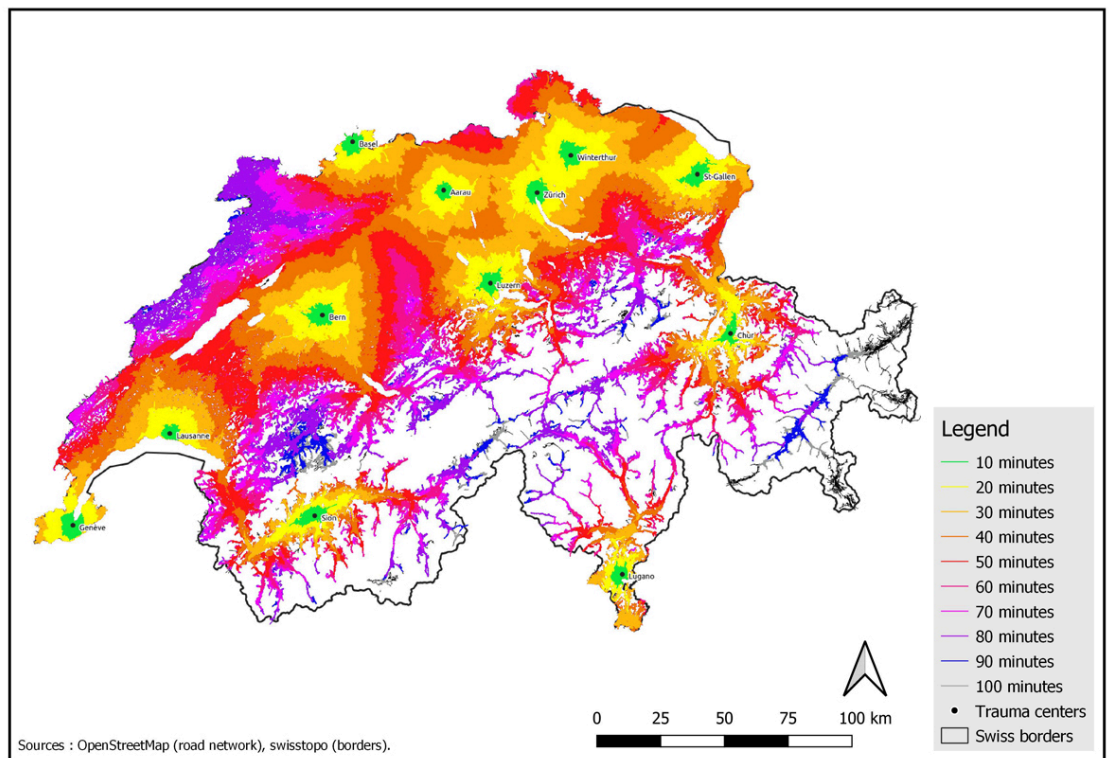 Basel
Winterthur
St-Gallen
Aarau
Zürich
Luzern
Bern
Chur
Lausanne
Sion
Genève
Lugano
Legend
10 minutes
20 minutes
30 minutes
40 minutes
50 minutes
60 minutes
70 minutes
80 minutes
90 minutes
100 minutes
Trauma centers
Swiss borders
0 25 50 75 100 km
Sources : OpenStreetMap (road network), swisstopo (borders).